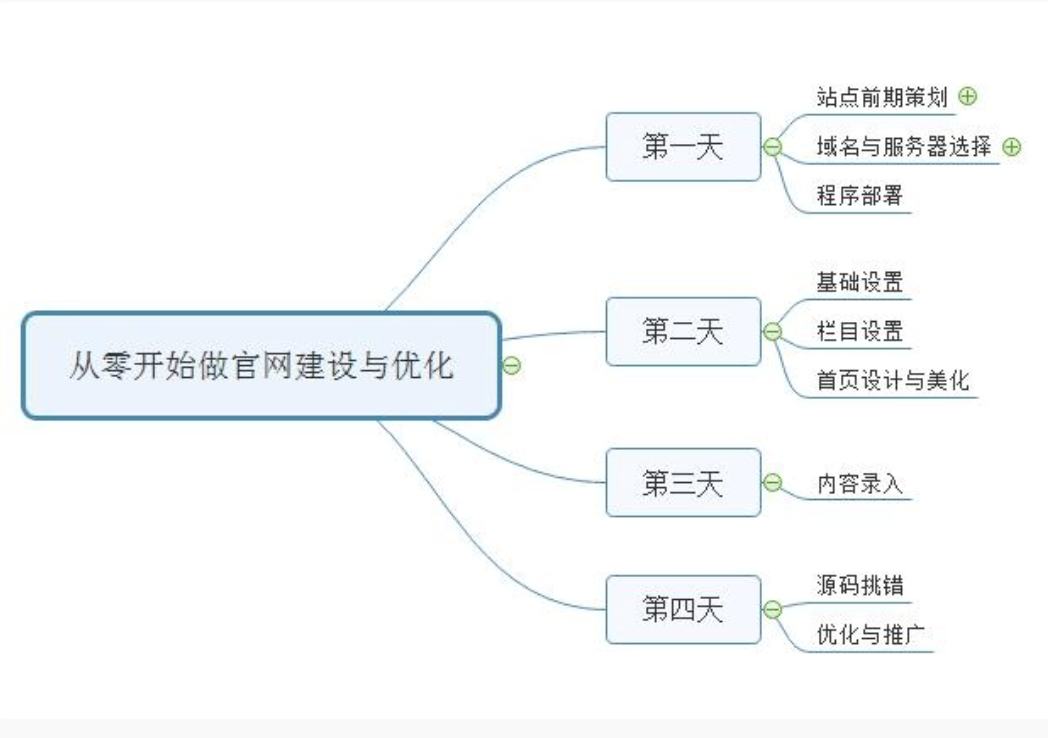 从零开始做官网建设与优化
第一天
站点前期策划
域名与服务器选择
程序部署
第二天
基础设置
栏目设置
首页设计与美化
第三天
内容录入
第四天
源码挑错
优化与推广